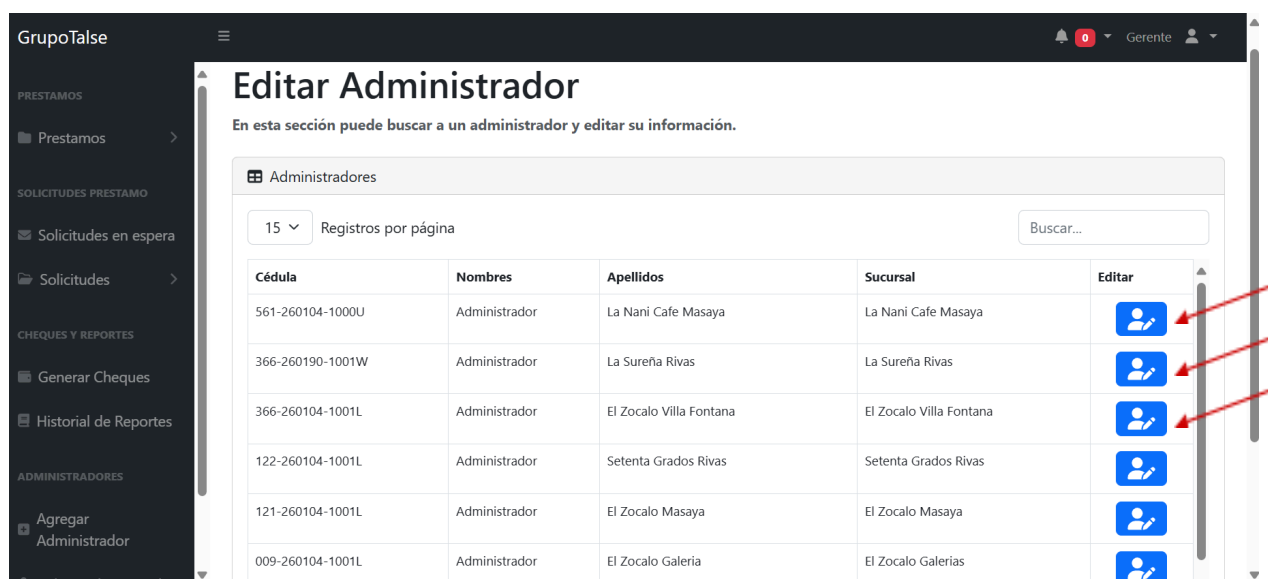 GrupoTalse
0 Gerente
PRESTAMOS
Prestamos
SOLICITUDES PRESTAMO
Solicitudes en espera
Solicitudes
CHEQUES Y REPORTES
Generar Cheques
Historial de Reportes
ADMINISTRADORES
Agregar
Administrador
Editar Administrador
En esta sección puede buscar a un administrador y editar su información.
Administradores
15 Registros por página Buscar...
Cédula Nombres Apellidos Sucursal Editar
561-260104-1000U Administrador La Nani Cafe Masaya La Nani Cafe Masaya
366-260190-1001W Administrador La Sureña Rivas La Sureña Rivas
366-260104-1001L Administrador El Zocalo Villa Fontana El Zocalo Villa Fontana
122-260104-1001L Administrador Setenta Grados Rivas Setenta Grados Rivas
121-260104-1001L Administrador El Zocalo Masaya El Zocalo Masaya
009-260104-1001L Administrador El Zocalo Galeria El Zocalo Galerias